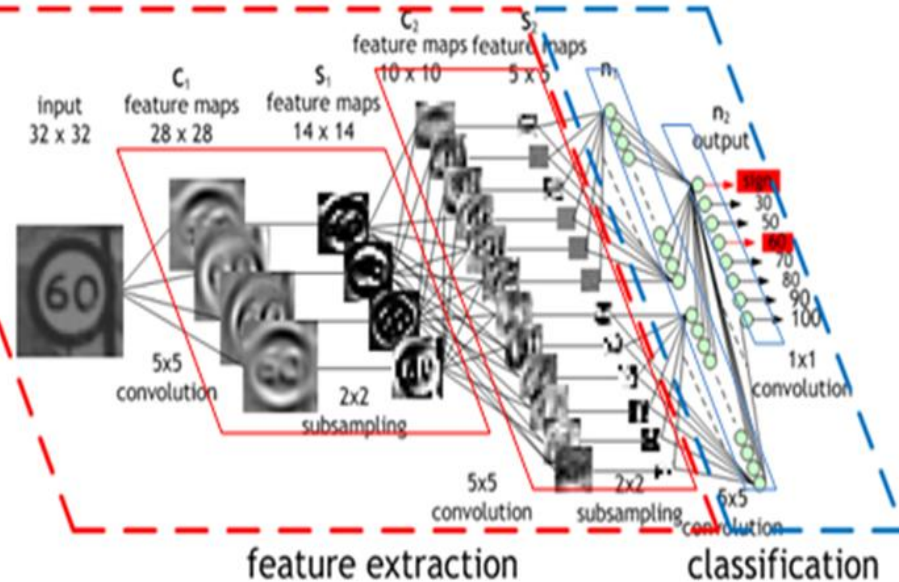 input
32 x 32
C1
feature maps
28 x 28
S1
feature maps
14 x 14
C2
feature maps
10 x 10
S2
feature maps
5 x 5
n1
n2
output
sign
30
50
60
70
80
90
100
60
5x5
convolution
2x2
subsampling
5x5
convolution
2x2
subsampling
convolution
1x1
convolution
feature extraction
classification